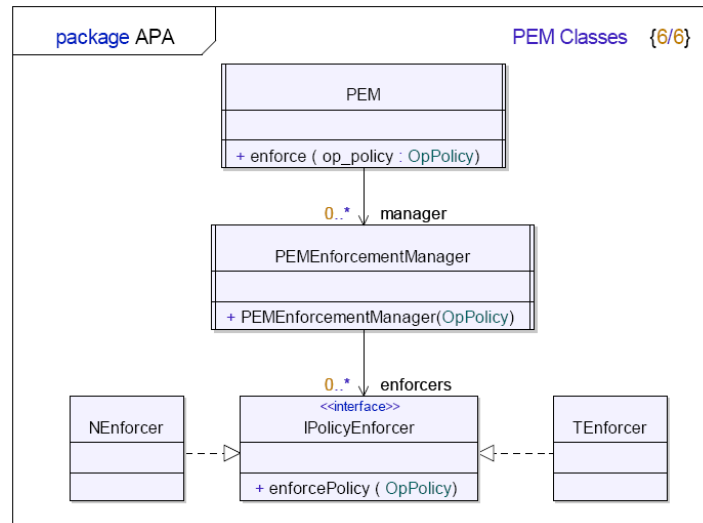 package APA
PEM Classes {6/6}
PEM
+ enforce ( op_policy : OpPolicy)
0..* manager
PEMEnforcementManager
+ PEMEnforcementManager(OpPolicy)
0..* enforcers
<<interface>>
NEnforcer
IPolicyEnforcer
TEnforcer
+ enforcePolicy ( OpPolicy)